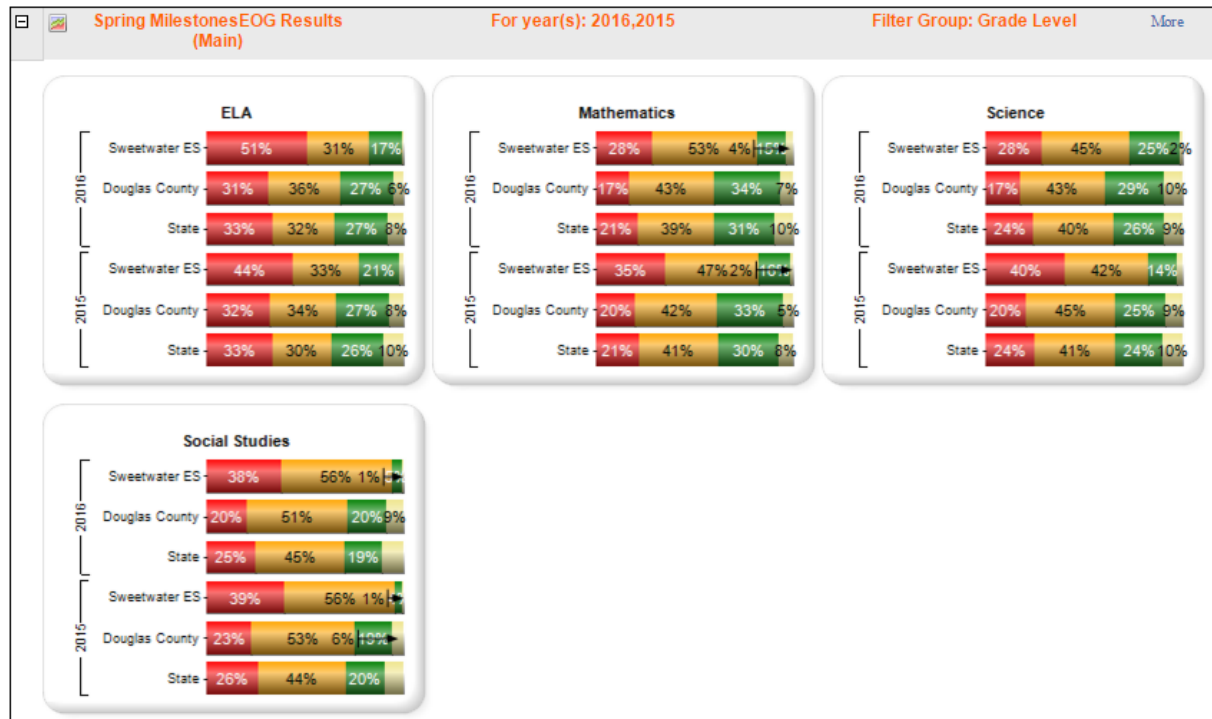 Spring MilestonesEOG Results (Main) For year(s): 2016,2015 Filter Group: Grade Level More
ELA
2016
Sweetwater ES 51% 31% 17%
Douglas County 31% 36% 27% 6%
State 33% 32% 27% 8%
2015
Sweetwater ES 44% 33% 21%
Douglas County 32% 34% 27% 8%
State 33% 30% 26% 10%
Mathematics
2016
Sweetwater ES 28% 53% 4% 15%
Douglas County 17% 43% 34% 7%
State 21% 39% 31% 10%
2015
Sweetwater ES 35% 47% 2% 16%
Douglas County 20% 42% 33% 5%
State 21% 41% 30% 8%
Science
2016
Sweetwater ES 28% 45% 25% 2%
Douglas County 17% 43% 29% 10%
State 24% 40% 26% 9%
2015
Sweetwater ES 40% 42% 14%
Douglas County 20% 45% 25% 9%
State 24% 41% 24% 10%
Social Studies
2016
Sweetwater ES 38% 56% 1%
Douglas County 20% 51% 20% 9%
State 25% 45% 19%
2015
Sweetwater ES 39% 56% 1%
Douglas County 23% 53% 6% 19%
State 26% 44% 20%